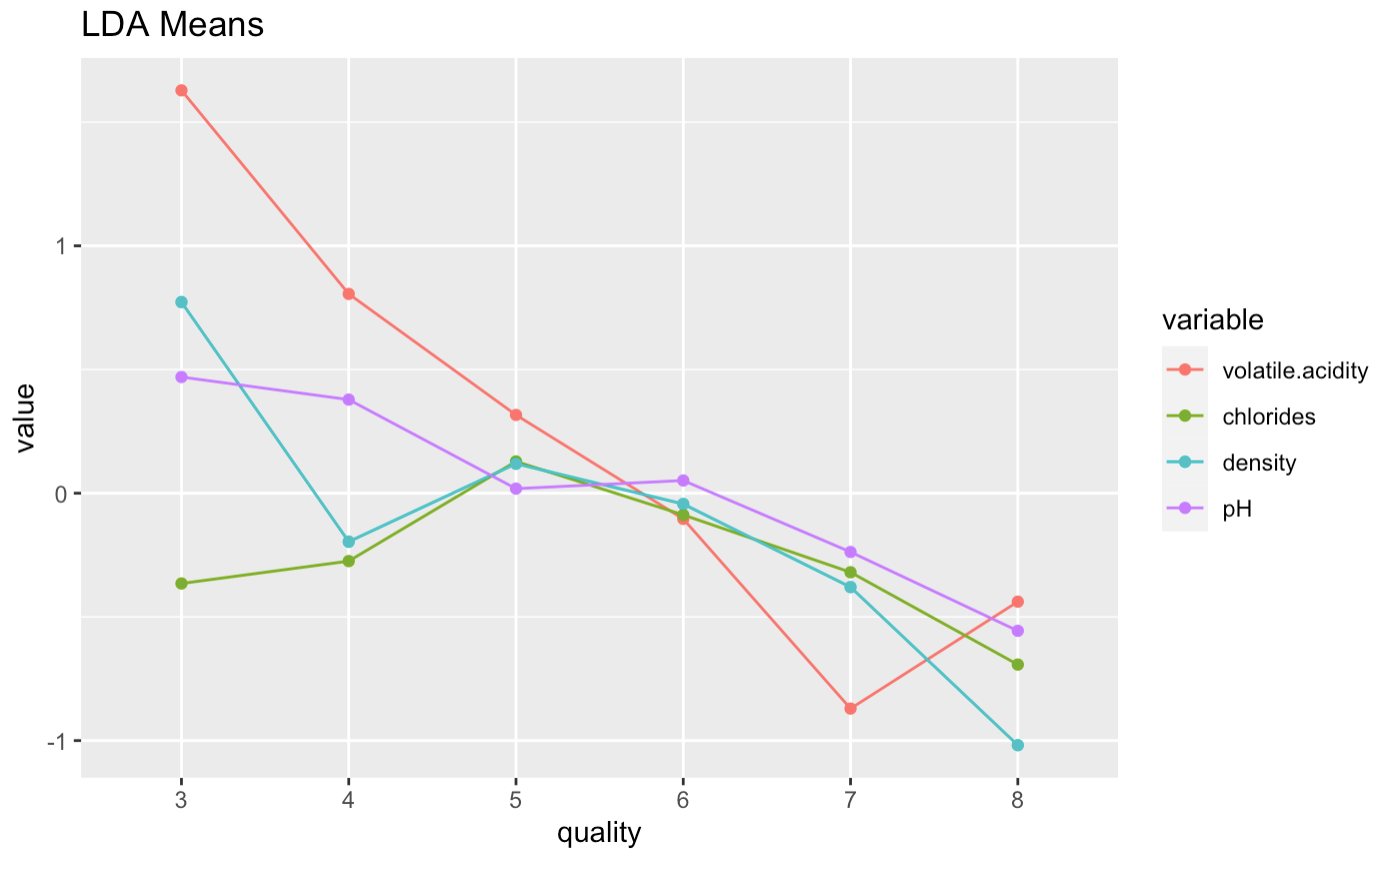 LDA Means
value
1
0
-1
3 4 5 6 7 8
quality
variable
volatile.acidity
chlorides
density
pH